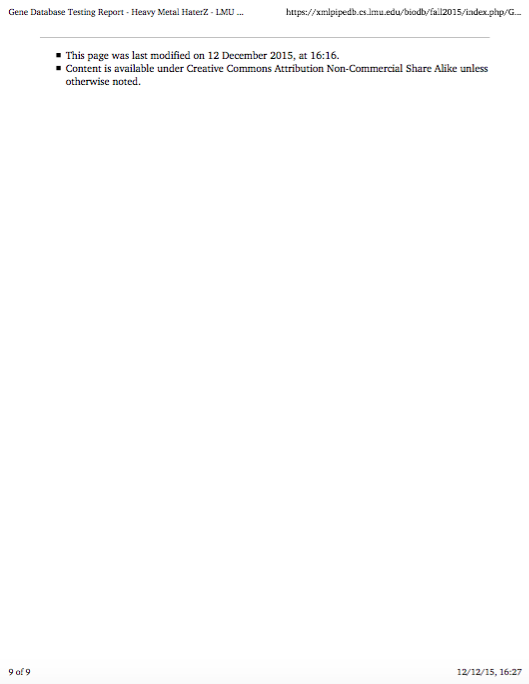 Gene Database Testing Report - Heavy Metal HaterZ - LMU ...
https://xmlpipedb.cs.lmu.edu/biodb/fall2015/index.php/G...
▪ This page was last modified on 12 December 2015, at 16:16.
▪ Content is available under Creative Commons Attribution Non-Commercial Share Alike unless
otherwise noted.
9 of 9
12/12/15, 16:27